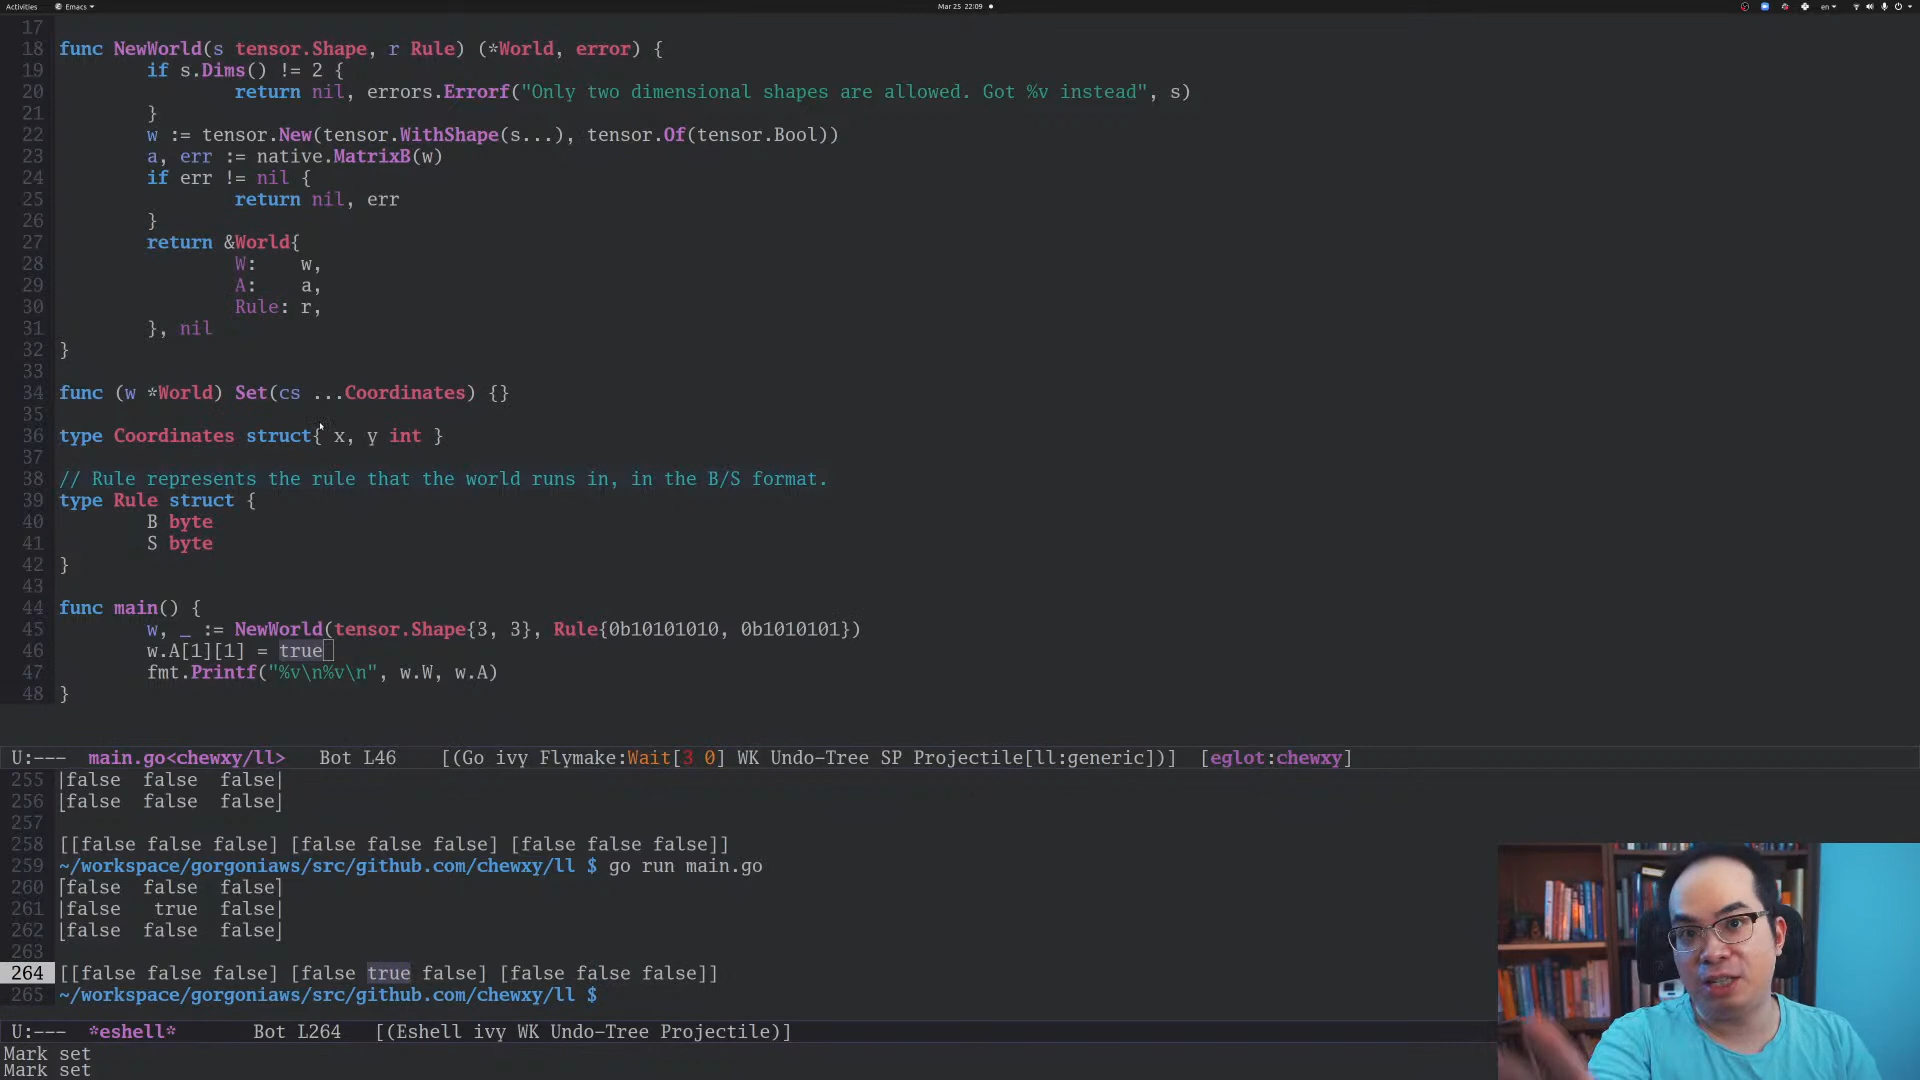 Activities Emacs Mar 25 22:09 en
17
18 func NewWorld(s tensor.Shape, r Rule) (*World, error) {
19 if s.Dims() != 2 {
20 return nil, errors.Errorf("Only two dimensional shapes are allowed. Got %v instead", s)
21 }
22 w := tensor.New(tensor.WithShape(s...), tensor.Of(tensor.Bool))
23 a, err := native.MatrixB(w)
24 if err != nil {
25 return nil, err
26 }
27 return &World{
28 W: w,
29 A: a,
30 Rule: r,
31 }, nil
32 }
33
34 func (w *World) Set(cs ...Coordinates) {}
35
36 type Coordinates struct{ x, y int }
37
38 // Rule represents the rule that the world runs in, in the B/S format.
39 type Rule struct {
40 B byte
41 S byte
42 }
43
44 func main() {
45 w, _ := NewWorld(tensor.Shape{3, 3}, Rule{0b10101010, 0b1010101})
46 w.A[1][1] = true
47 fmt.Printf("%v\n%v\n", w.W, w.A)
48 }
U:--- main.go<chewxy/ll> Bot L46 [(Go ivy Flymake:Wait[3 0] WK Undo-Tree SP Projectile[ll:generic])] [eglot:chewxy]
255 |false false false|
256 ⎣false false false⎦
257
258 [[false false false] [false false false] [false false false]]
259 ~/workspace/gorgoniaws/src/github.com/chewxy/ll $ go run main.go
260 ⎡false false false⎤
261 |false true false|
262 ⎣false false false⎦
263
264 [[false false false] [false true false] [false false false]]
265 ~/workspace/gorgoniaws/src/github.com/chewxy/ll $
U:--- *eshell* Bot L264 [(Eshell ivy WK Undo-Tree Projectile)]
Mark set
Mark set